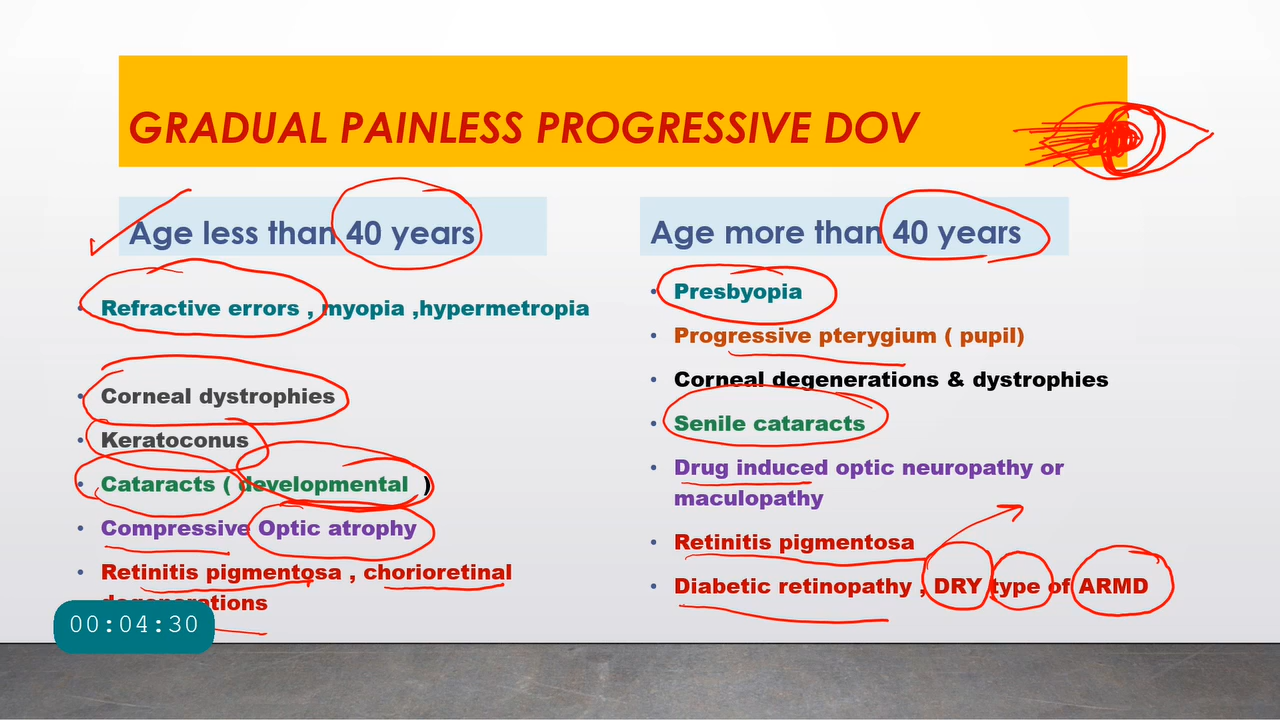 GRADUAL PAINLESS PROGRESSIVE DOV
Age less than 40 years
• Refractive errors , myopia ,hypermetropia
• Corneal dystrophies
• Keratoconus
• Cataracts ( developmental )
• Compressive Optic atrophy
• Retinitis pigmentosa , chorioretinal
degenerations
00:04:30
Age more than 40 years
• Presbyopia
• Progressive pterygium ( pupil)
• Corneal degenerations & dystrophies
• Senile cataracts
• Drug induced optic neuropathy or
maculopathy
• Retinitis pigmentosa
• Diabetic retinopathy , DRY type of ARMD